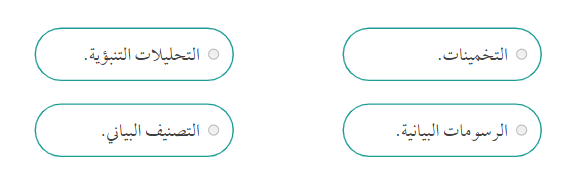 التخمينات.
التحليلات التنبؤية.
الرسومات البيانية.
التصنيف البياني.